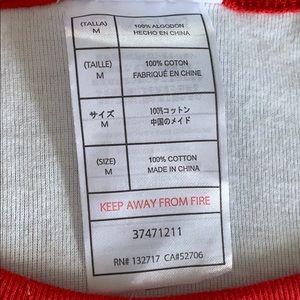 (TALLA)
M
100% ALGODON
HECHO EN CHINA
(TAILLE)
M
100% COTON
FABRIQUÉ EN CHINE
サイズ
M
100%コットン
中国のメイド
(SIZE)
M
100% COTTON
MADE IN CHINA
KEEP AWAY FROM FIRE
37471211
RN# 132717 CA#52706